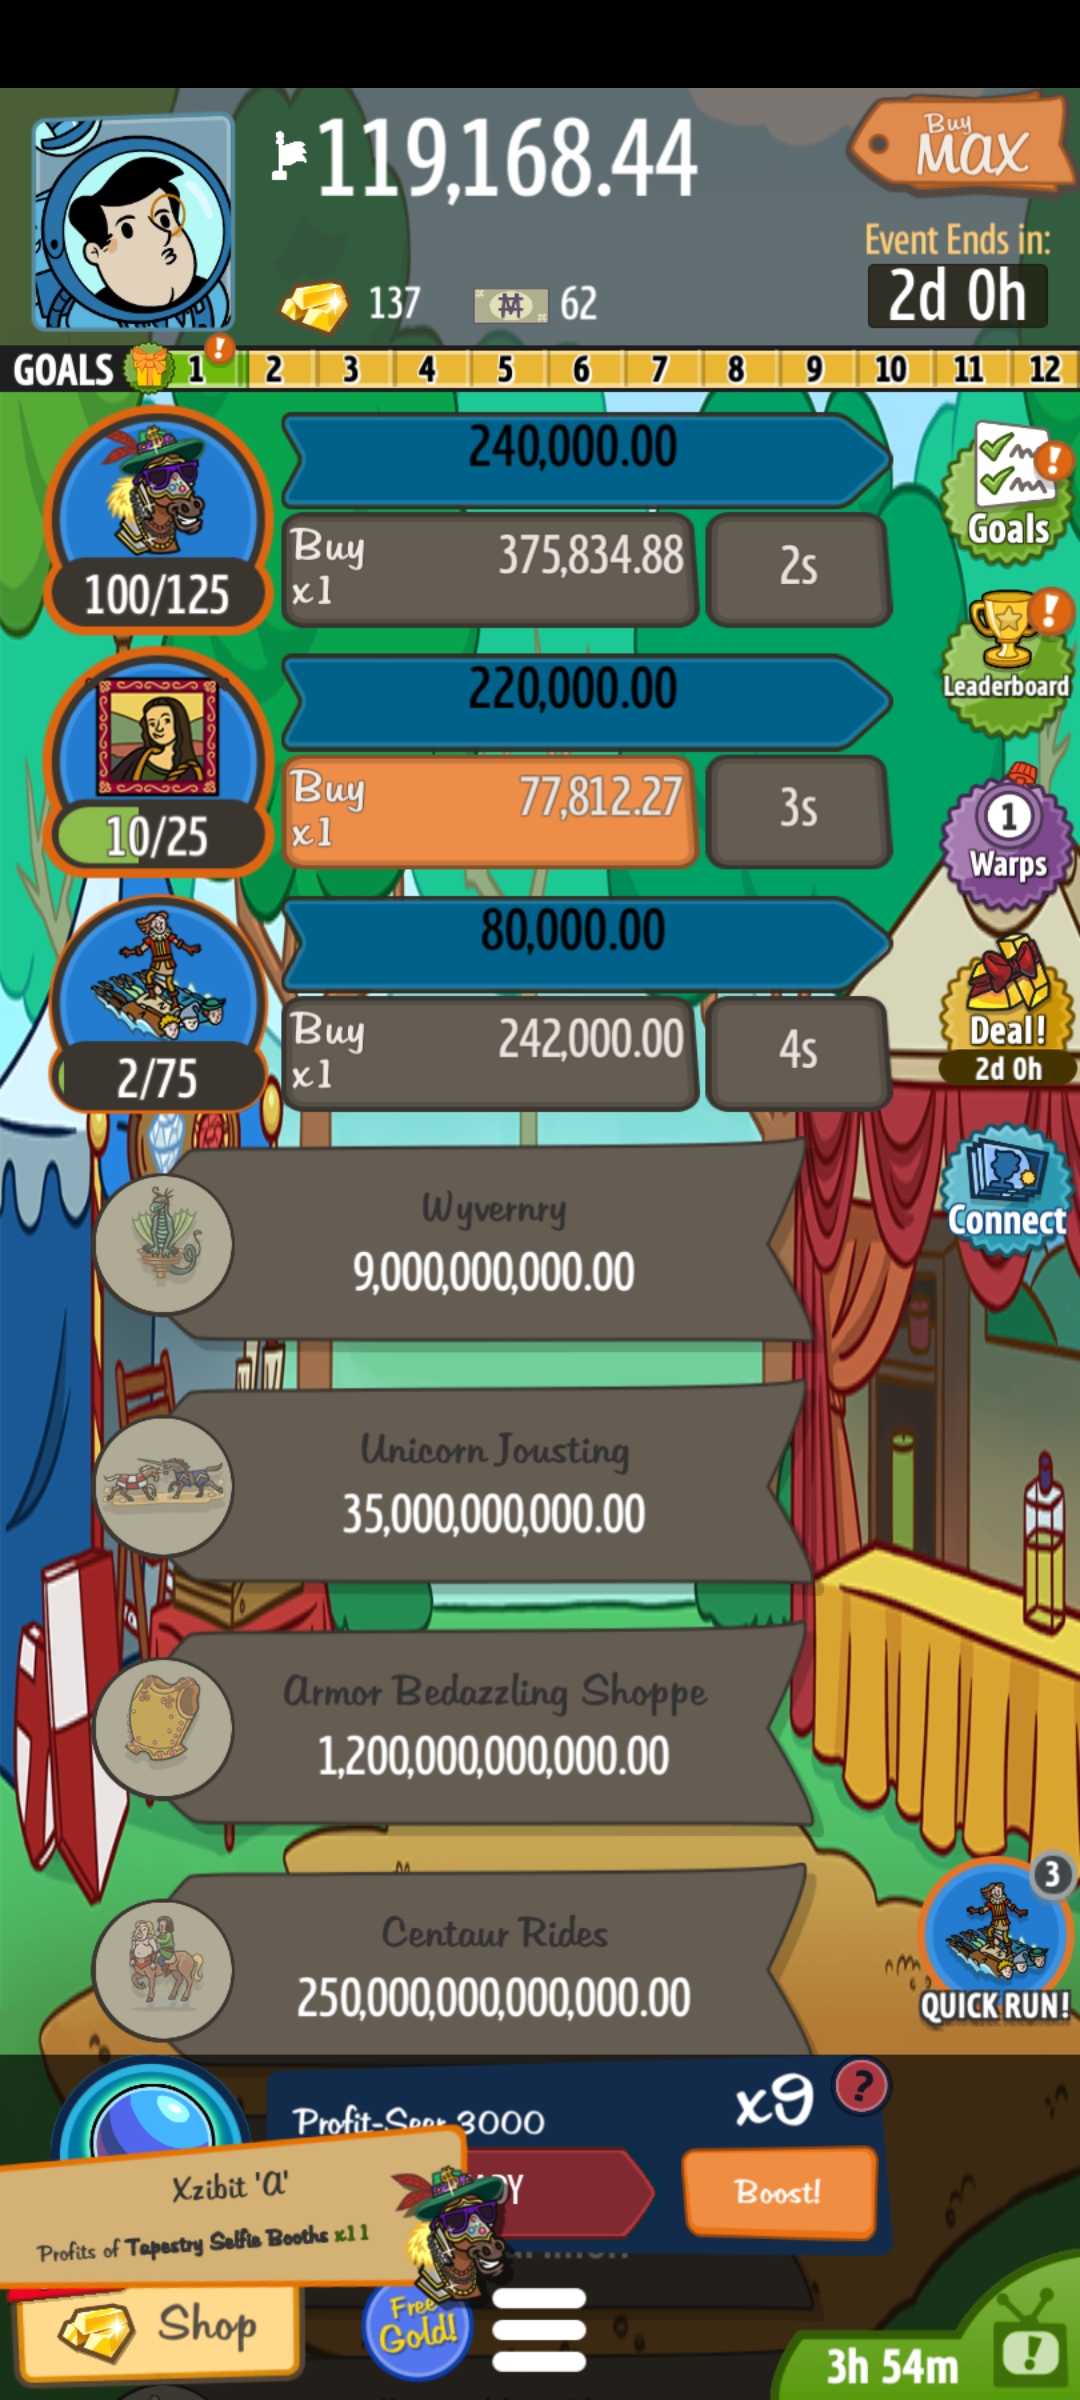 119,168.44
Buy
MAX
Event Ends in:
2d 0h
137
62
GOALS 1 ! 2 3 4 5 6 7 8 9 10 11 12
240,000.00
Buy
x1
375,834.88
2s
100/125
!
Goals
220,000.00
Buy
x1
77,812.27
3s
10/25
!
Leaderboard
1
Warps
80,000.00
Buy
x1
242,000.00
4s
2/75
Deal!
2d 0h
Connect
Wyvernry
9,000,000,000.00
Unicorn Jousting
35,000,000,000.00
Armor Bedazzling Shoppe
1,200,000,000,000.00
Centaur Rides
250,000,000,000,000.00
3
QUICK RUN!
Profit-Seer 3000
x9
?
Boost!
Xzibit 'A'
Profits of Tapestry Selfie Booths x11
Shop
Free
Gold!
3h 54m
!